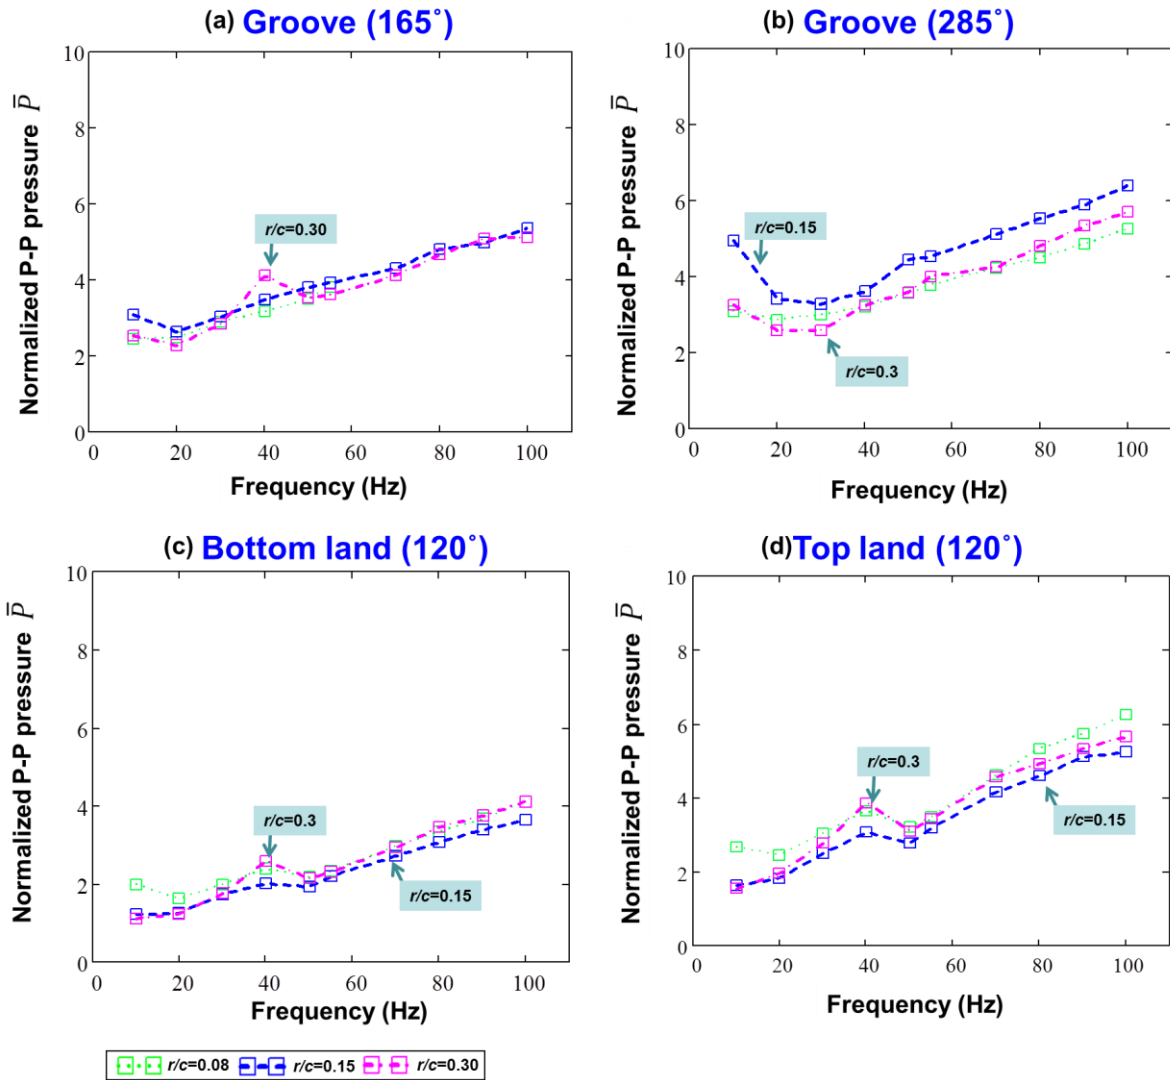 (a) Groove (165°)
10
8
6
4
2
0
Normalized P-P pressure P̅
r/c=0.30
0 20 40 60 80 100
Frequency (Hz)
(b) Groove (285°)
10
8
6
4
2
0
Normalized P-P pressure P̅
r/c=0.15
r/c=0.3
0 20 40 60 80 100
Frequency (Hz)
(c) Bottom land (120°)
10
8
6
4
2
0
Normalized P-P pressure P̅
r/c=0.3
r/c=0.15
0 20 40 60 80 100
Frequency (Hz)
(d) Top land (120°)
10
8
6
4
2
0
Normalized P-P pressure P̅
r/c=0.3
r/c=0.15
0 20 40 60 80 100
Frequency (Hz)
r/c=0.08 r/c=0.15 r/c=0.30